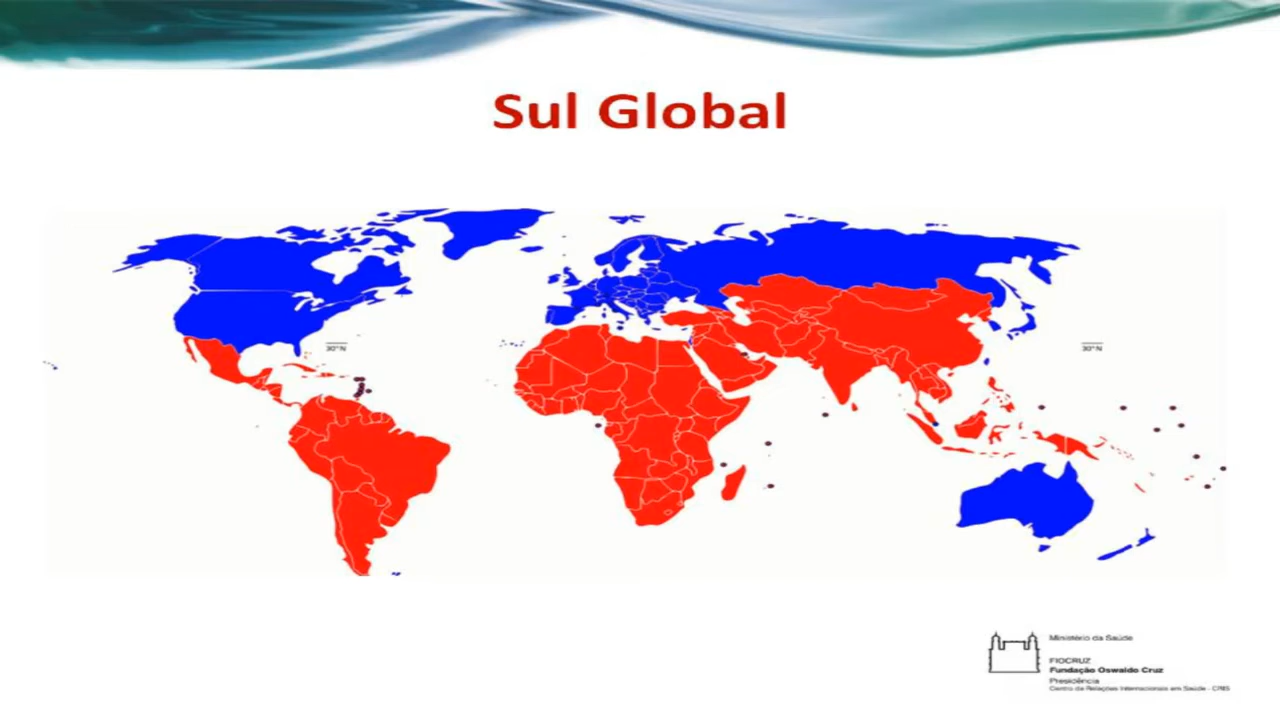 Sul Global
30°N
30°N
Ministério da Saúde
FIOCRUZ
Fundação Oswaldo Cruz
Presidência
Centro de Relações Internacionais em Saúde - CRIS